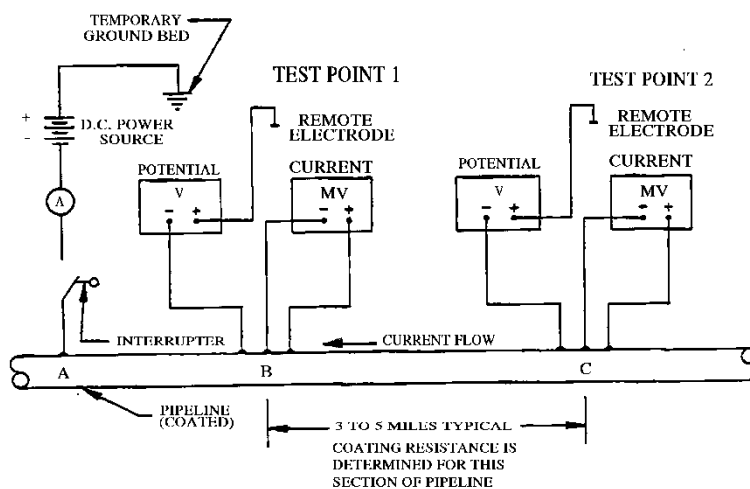 TEMPORARY
GROUND BED
TEST POINT 1
TEST POINT 2
+
-
D.C. POWER
SOURCE
REMOTE
ELECTRODE
REMOTE
ELECTRODE
POTENTIAL
CURRENT
POTENTIAL
CURRENT
V
- +
MV
- +
V
- +
MV
- +
A
INTERRUPTER
CURRENT FLOW
A
B
C
PIPELINE
(COATED)
3 TO 5 MILES TYPICAL
COATING RESISTANCE IS
DETERMINED FOR THIS
SECTION OF PIPELINE